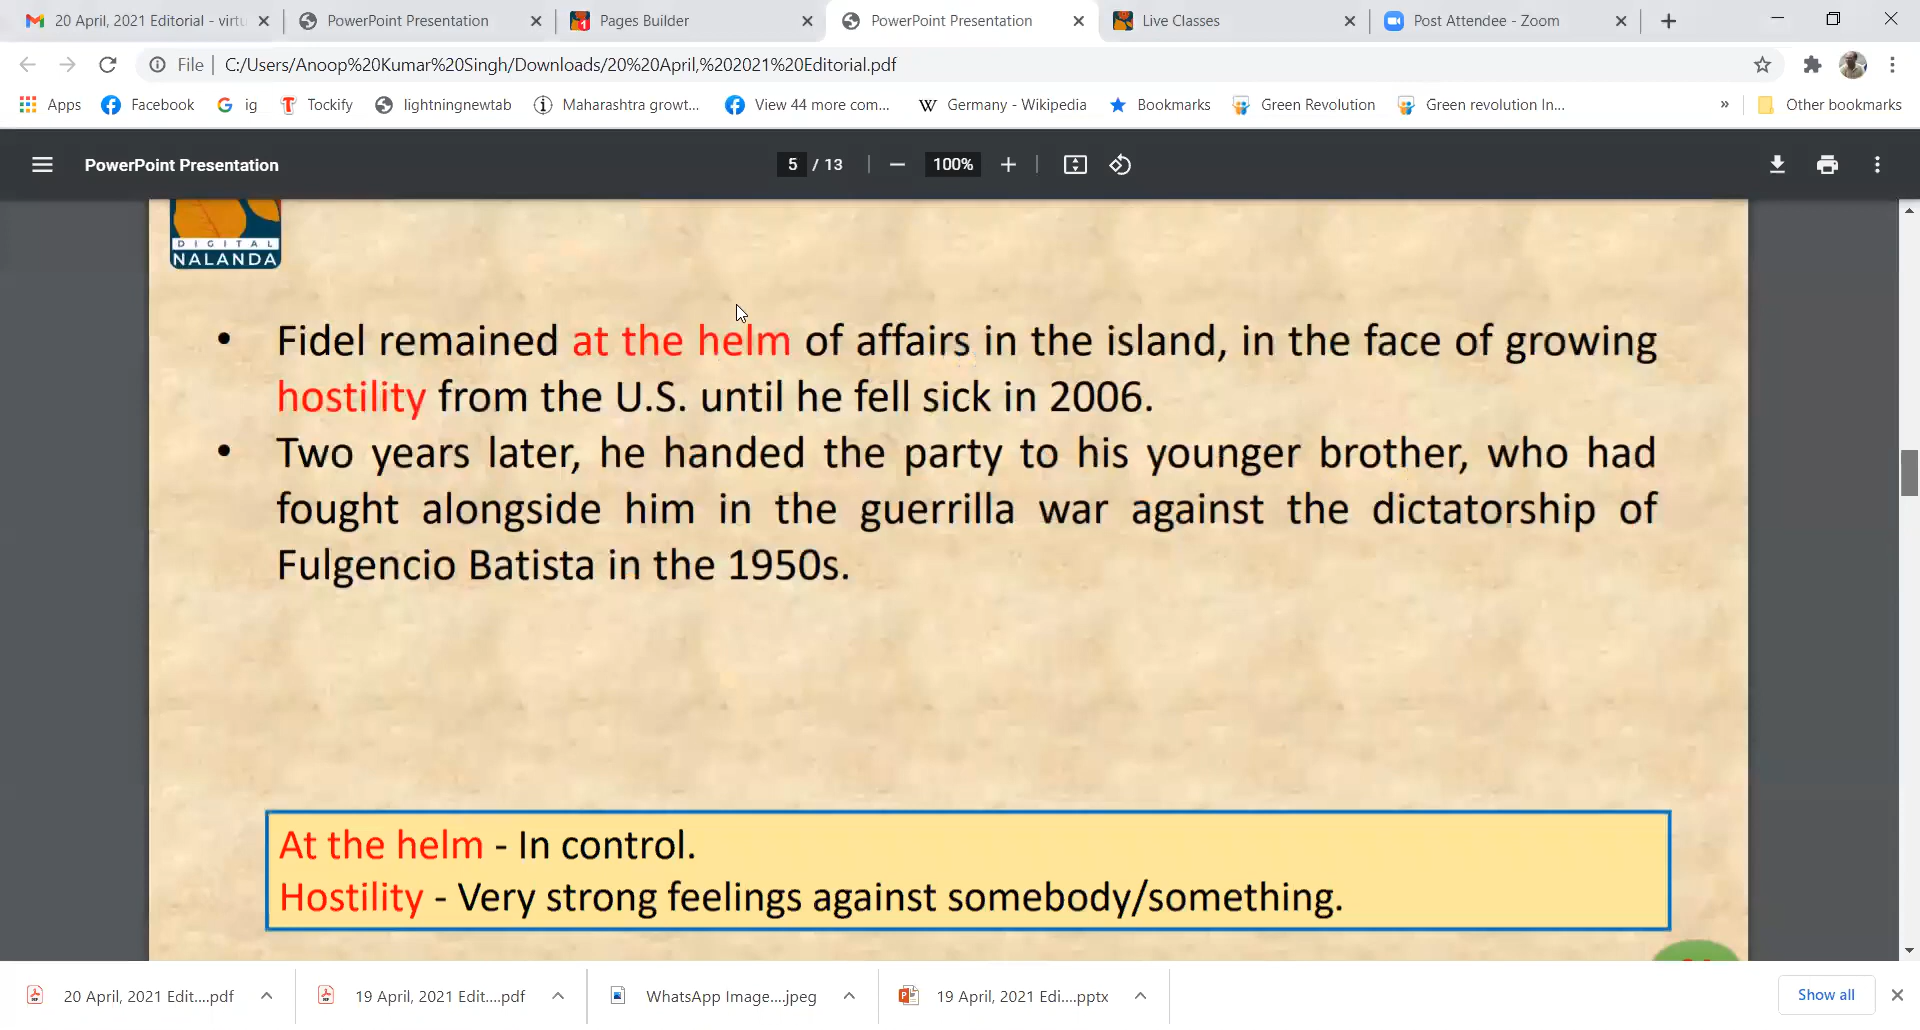 20 April, 2021 Editorial - virtu
PowerPoint Presentation
Pages Builder
PowerPoint Presentation
Live Classes
Post Attendee - Zoom
File
C:/Users/Anoop%20Kumar%20Singh/Downloads/20%20April,%202021%20Editorial.pdf
Apps
Facebook
ig
Tockify
lightningnewtab
Maharashtra growt...
View 44 more com...
Germany - Wikipedia
Bookmarks
Green Revolution
Green revolution In...
»
Other bookmarks
PowerPoint Presentation
5 / 13
100%
DIGITAL
NALANDA
• Fidel remained at the helm of affairs in the island, in the face of growing
hostility from the U.S. until he fell sick in 2006.
• Two years later, he handed the party to his younger brother, who had
fought alongside him in the guerrilla war against the dictatorship of
Fulgencio Batista in the 1950s.
At the helm - In control.
Hostility - Very strong feelings against somebody/something.
20 April, 2021 Edit....pdf
19 April, 2021 Edit....pdf
WhatsApp Image....jpeg
19 April, 2021 Edi....pptx
Show all